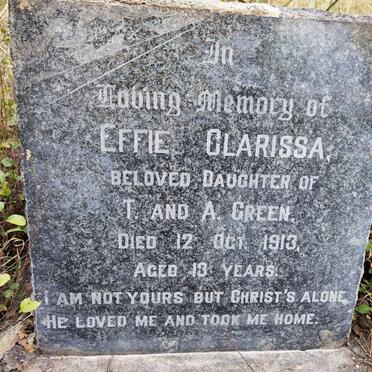 In
Loving Memory of
EFFIE CLARISSA,
BELOVED DAUGHTER OF
T. AND A. GREEN.
DIED 12 OCT. 1913,
AGED 13 YEARS.
I AM NOT YOURS BUT CHRIST'S ALONE,
HE LOVED ME AND TOOK ME HOME.